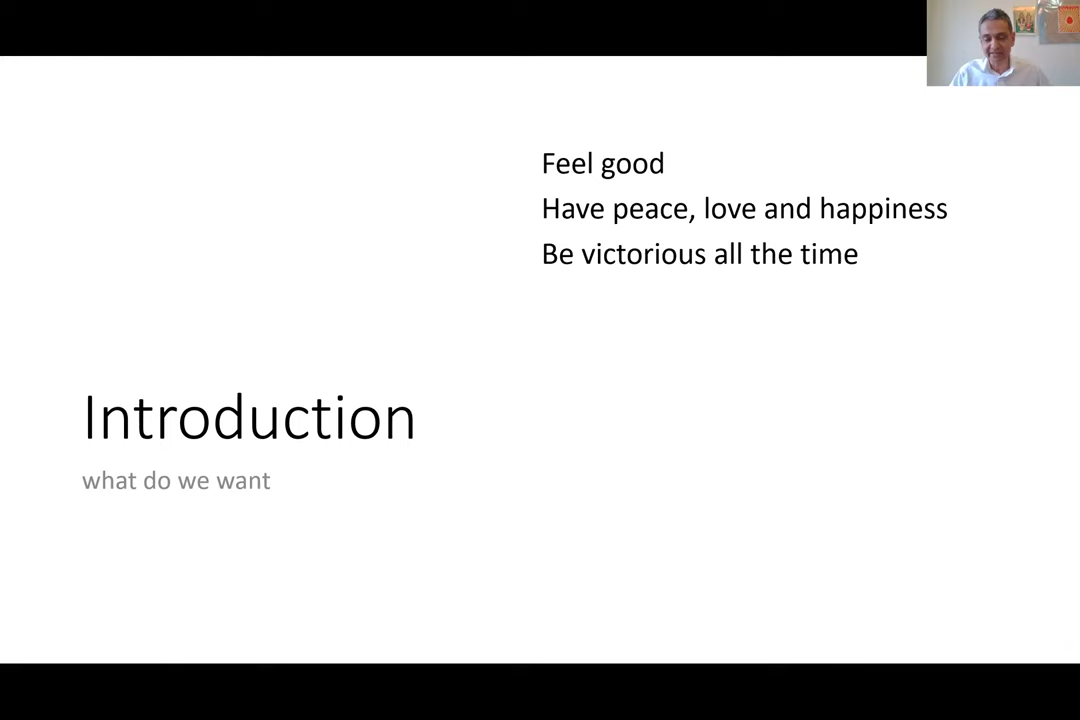 Feel good
Have peace, love and happiness
Be victorious all the time
Introduction
what do we want